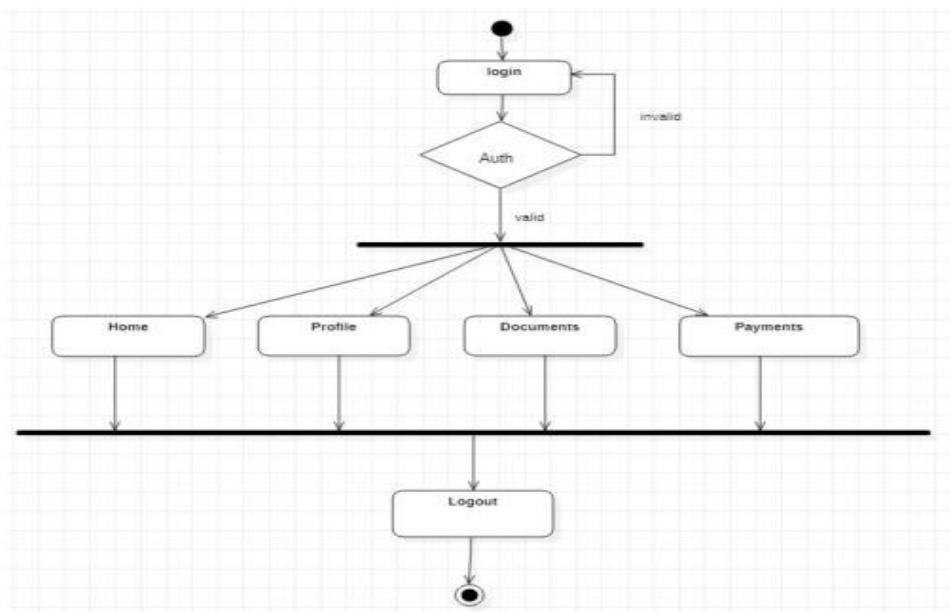 login
invalid
Auth
valid
Home
Profile
Documents
Payments
Logout